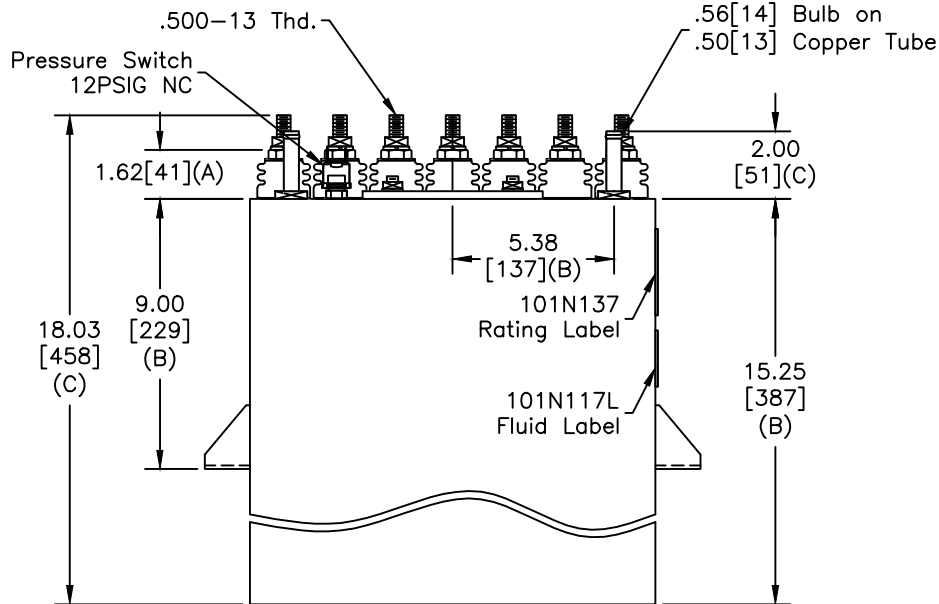 .500-13 Thd.
.56[14] Bulb on
.50[13] Copper Tube
Pressure Switch
12PSIG NC
1.62[41](A)
2.00
[51](C)
5.38
[137](B)
101N137
Rating Label
9.00
[229]
(B)
18.03
[458]
(C)
15.25
[387]
(B)
101N117L
Fluid Label